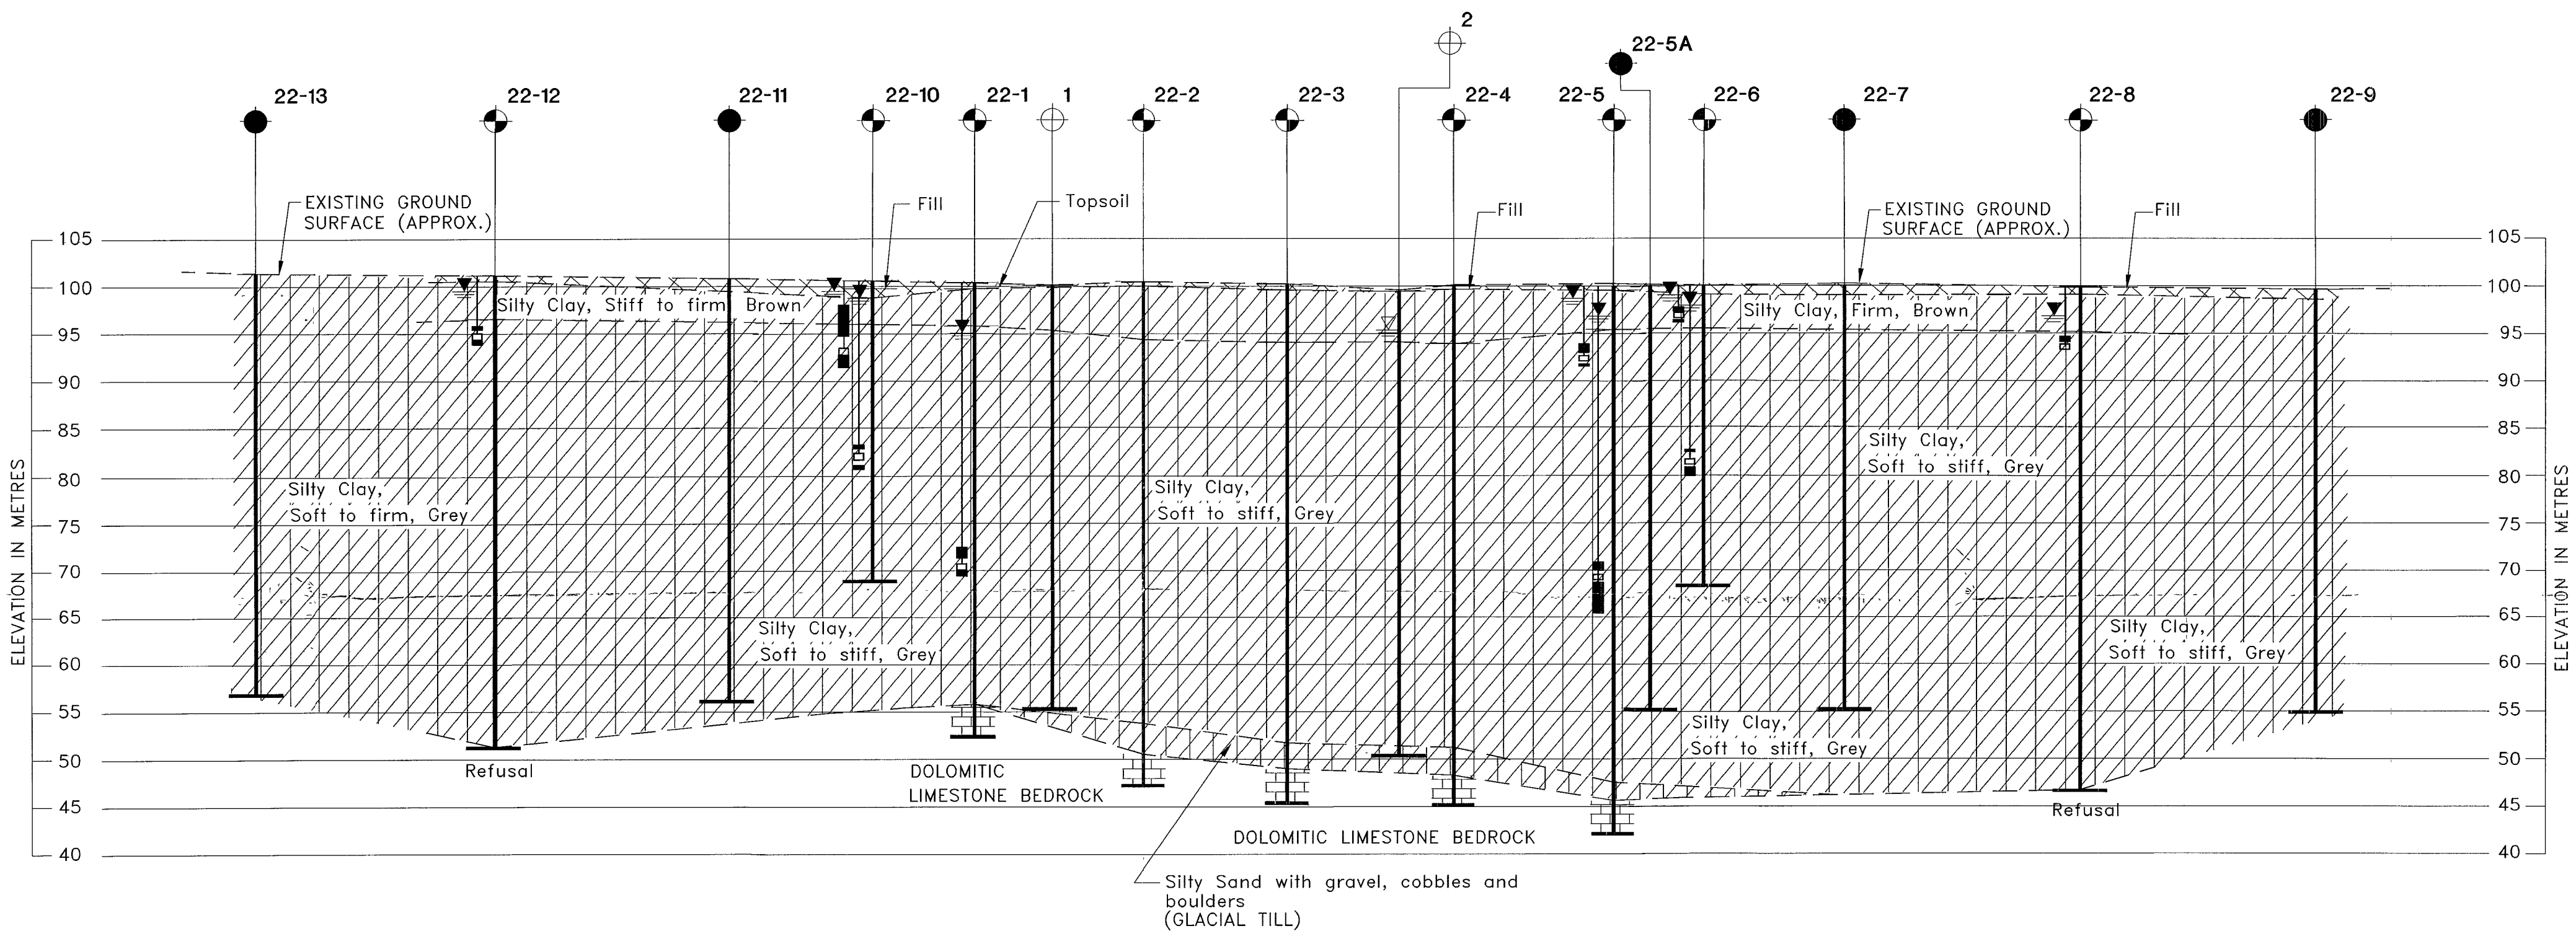 2
22-5A
22-13
22-12
22-11
22-10
22-1
1
22-2
22-3
22-4
22-5
22-6
22-7
22-8
22-9
EXISTING GROUND
SURFACE (APPROX.)
Fill
Topsoil
Fill
EXISTING GROUND
SURFACE (APPROX.)
Fill
105
100
95
90
85
80
75
70
65
60
55
50
45
40
ELEVATION IN METRES
Silty Clay, Stiff to firm, Brown
Silty Clay, Firm, Brown
Silty Clay,
Soft to firm, Grey
Silty Clay,
Soft to stiff, Grey
Silty Clay,
Soft to stiff, Grey
Silty Clay,
Soft to stiff, Grey
Silty Clay,
Soft to stiff, Grey
Silty Clay,
Soft to stiff, Grey
Refusal
DOLOMITIC
LIMESTONE BEDROCK
DOLOMITIC LIMESTONE BEDROCK
Refusal
Silty Sand with gravel, cobbles and
boulders
(GLACIAL TILL)
105
100
95
90
85
80
75
70
65
60
55
50
45
40
ELEVATION IN METRES